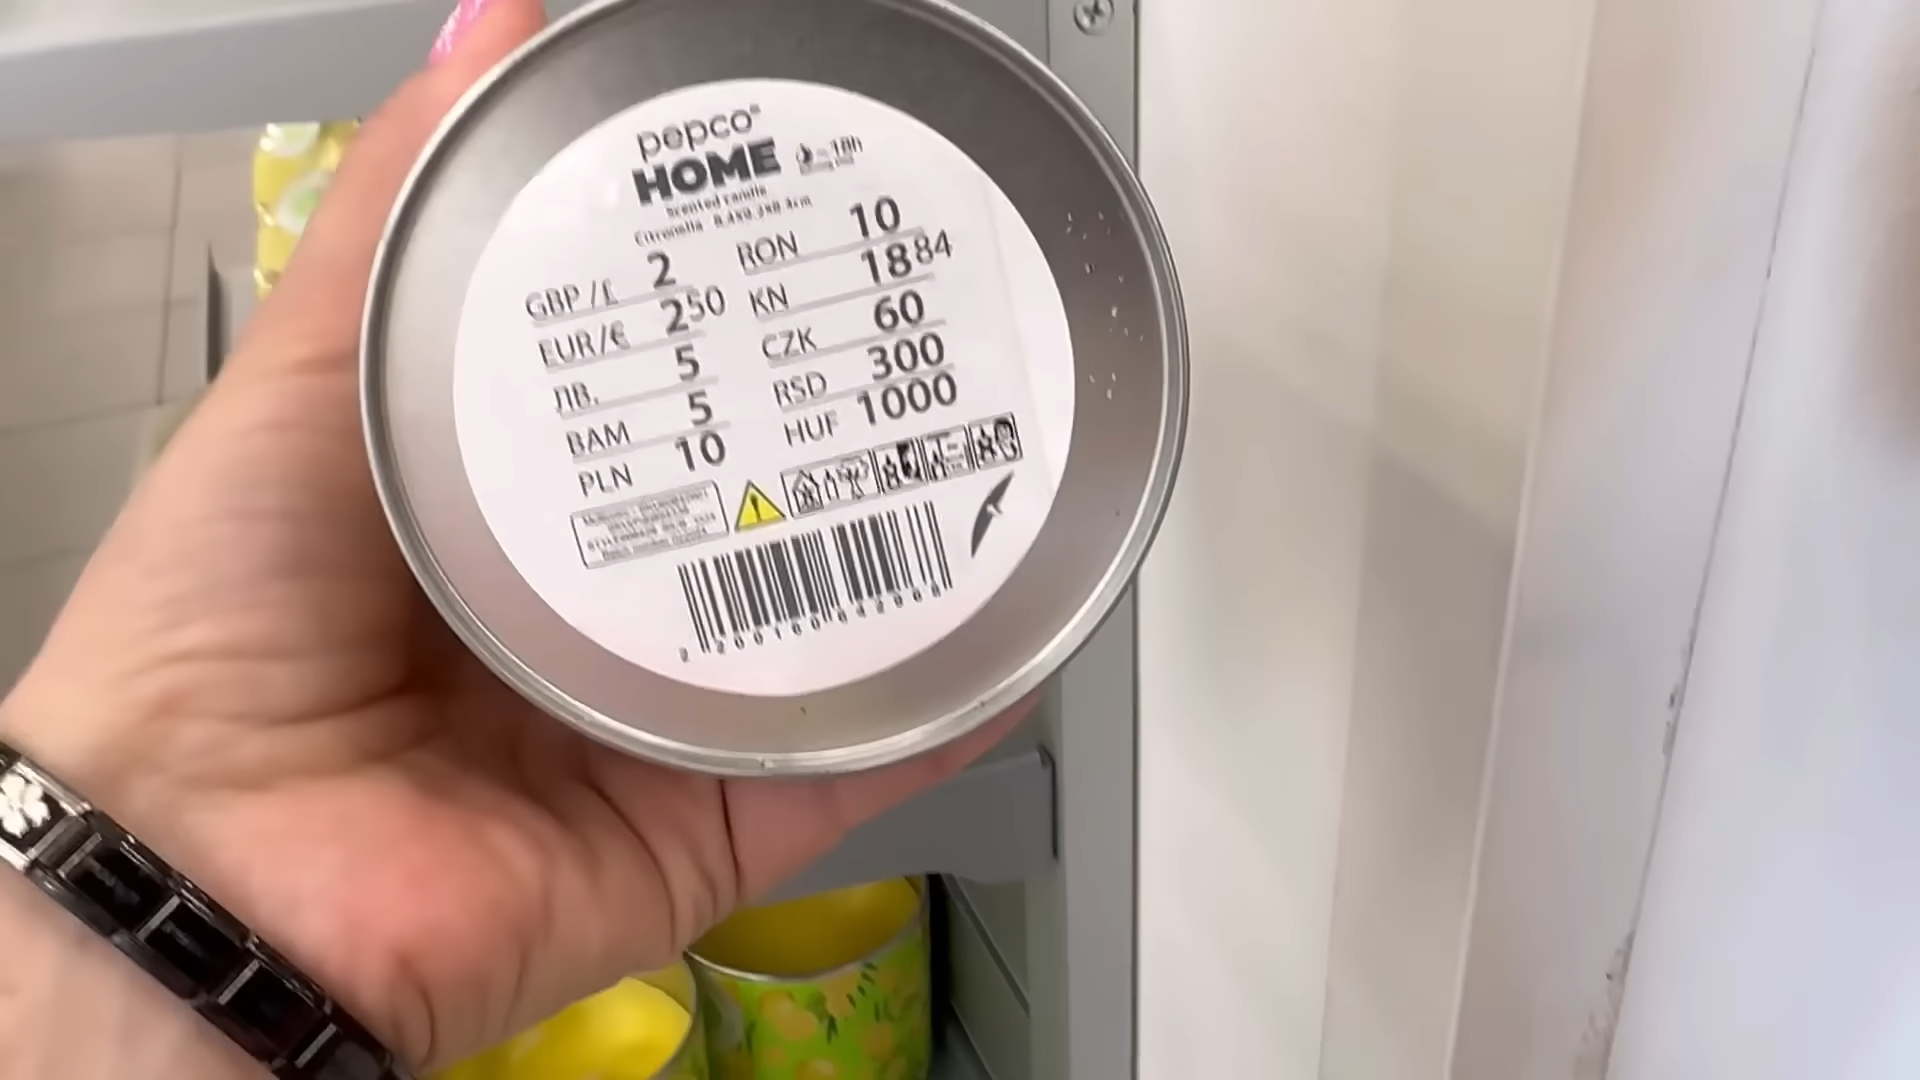 pepco®
HOME ~18h
Scented candle
Citronella
GBP/£ 2
EUR/€ 2 50
ЛВ. 5
BAM 5
PLN 10
RON 10
KN 18 84
CZK 60
RSD 300
HUF 1000